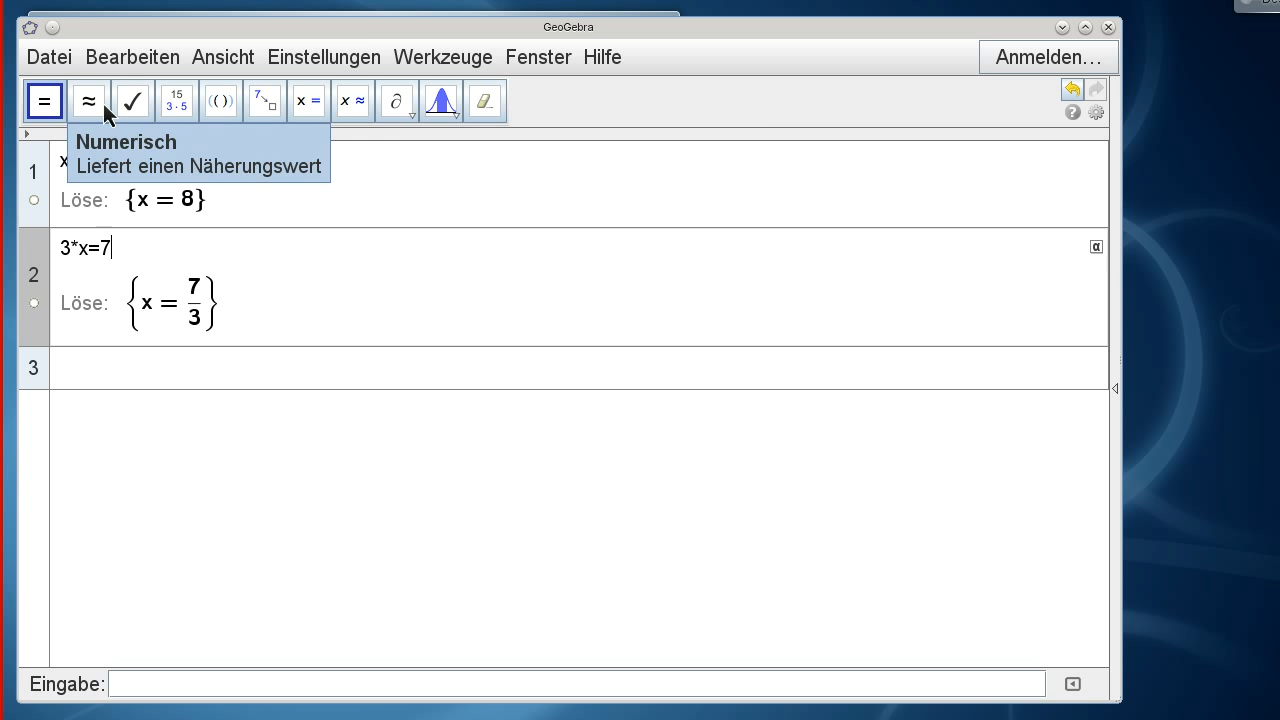 GeoGebra
Datei Bearbeiten Ansicht Einstellungen Werkzeuge Fenster Hilfe Anmelden...
= ≈ ✓ 15 3·5 (()) 7 x = x ≈ ∂
Numerisch
Liefert einen Näherungswert
1 x
Löse: {x = 8}
3*x=7 α
2
Löse: {x = 7/3}
3
Eingabe: